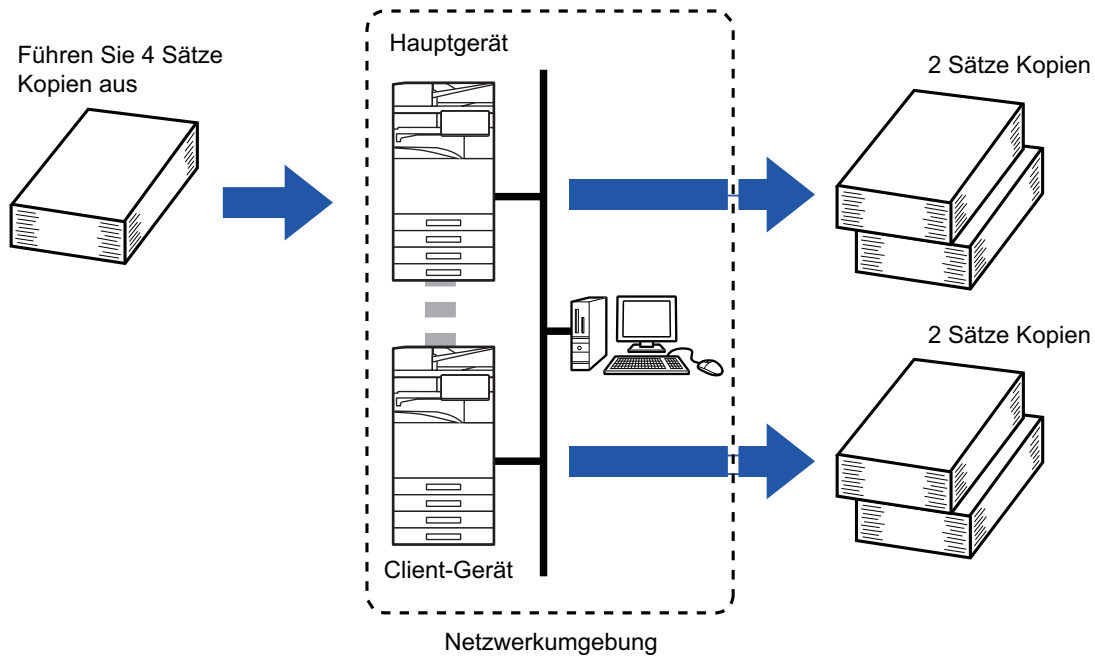 Führen Sie 4 Sätze
Kopien aus
Hauptgerät
2 Sätze Kopien
2 Sätze Kopien
Client-Gerät
Netzwerkumgebung